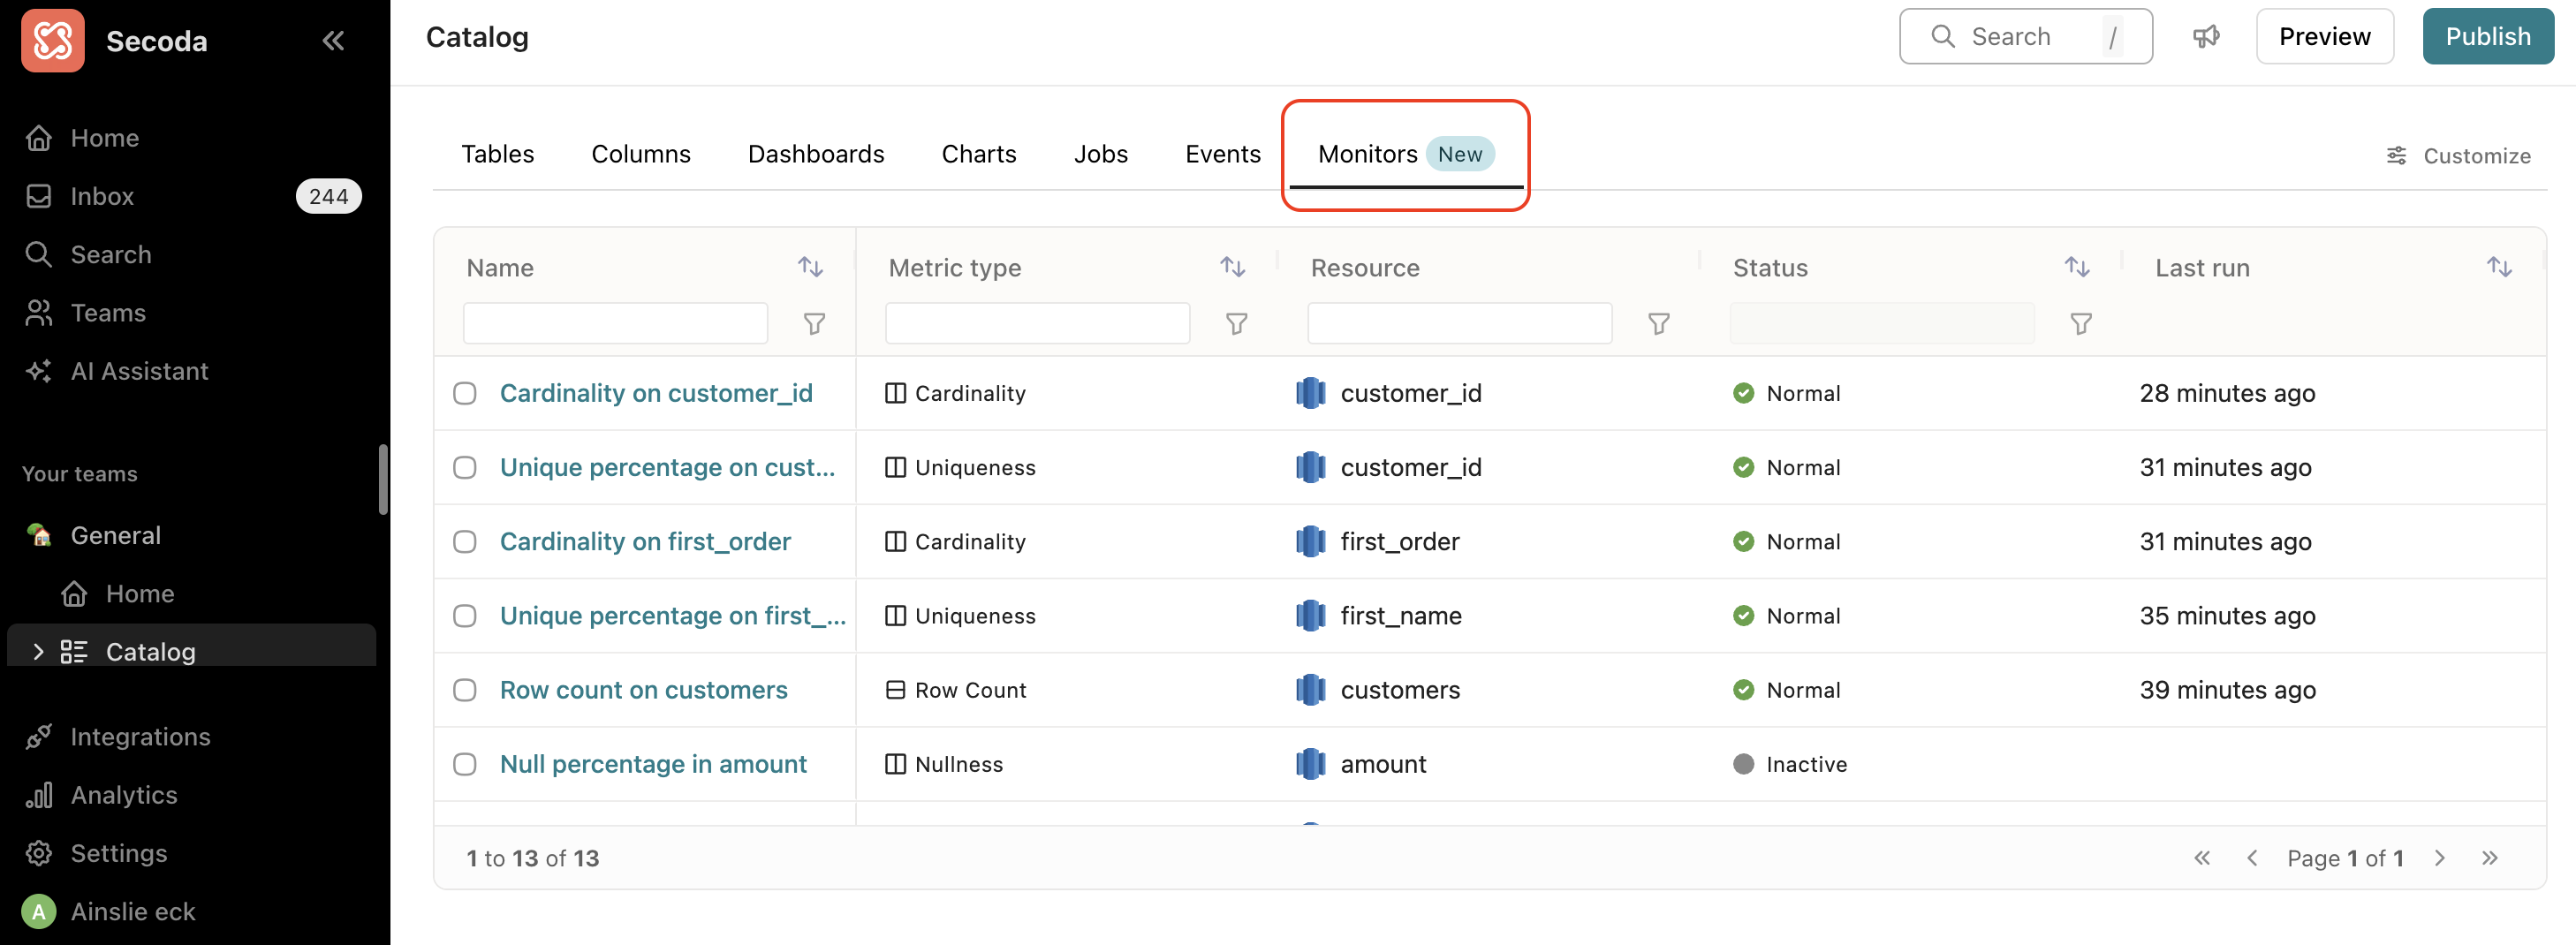 Secoda
Home
Inbox 244
Search
Teams
AI Assistant
Your teams
General
Home
Catalog
Integrations
Analytics
Settings
A Ainslie eck
Catalog
Search /
Preview
Publish
Tables Columns Dashboards Charts Jobs Events Monitors New
Customize
Name Metric type Resource Status Last run
Cardinality on customer_id Cardinality customer_id Normal 28 minutes ago
Unique percentage on cust... Uniqueness customer_id Normal 31 minutes ago
Cardinality on first_order Cardinality first_order Normal 31 minutes ago
Unique percentage on first_... Uniqueness first_name Normal 35 minutes ago
Row count on customers Row Count customers Normal 39 minutes ago
Null percentage in amount Nullness amount Inactive
1 to 13 of 13
Page 1 of 1